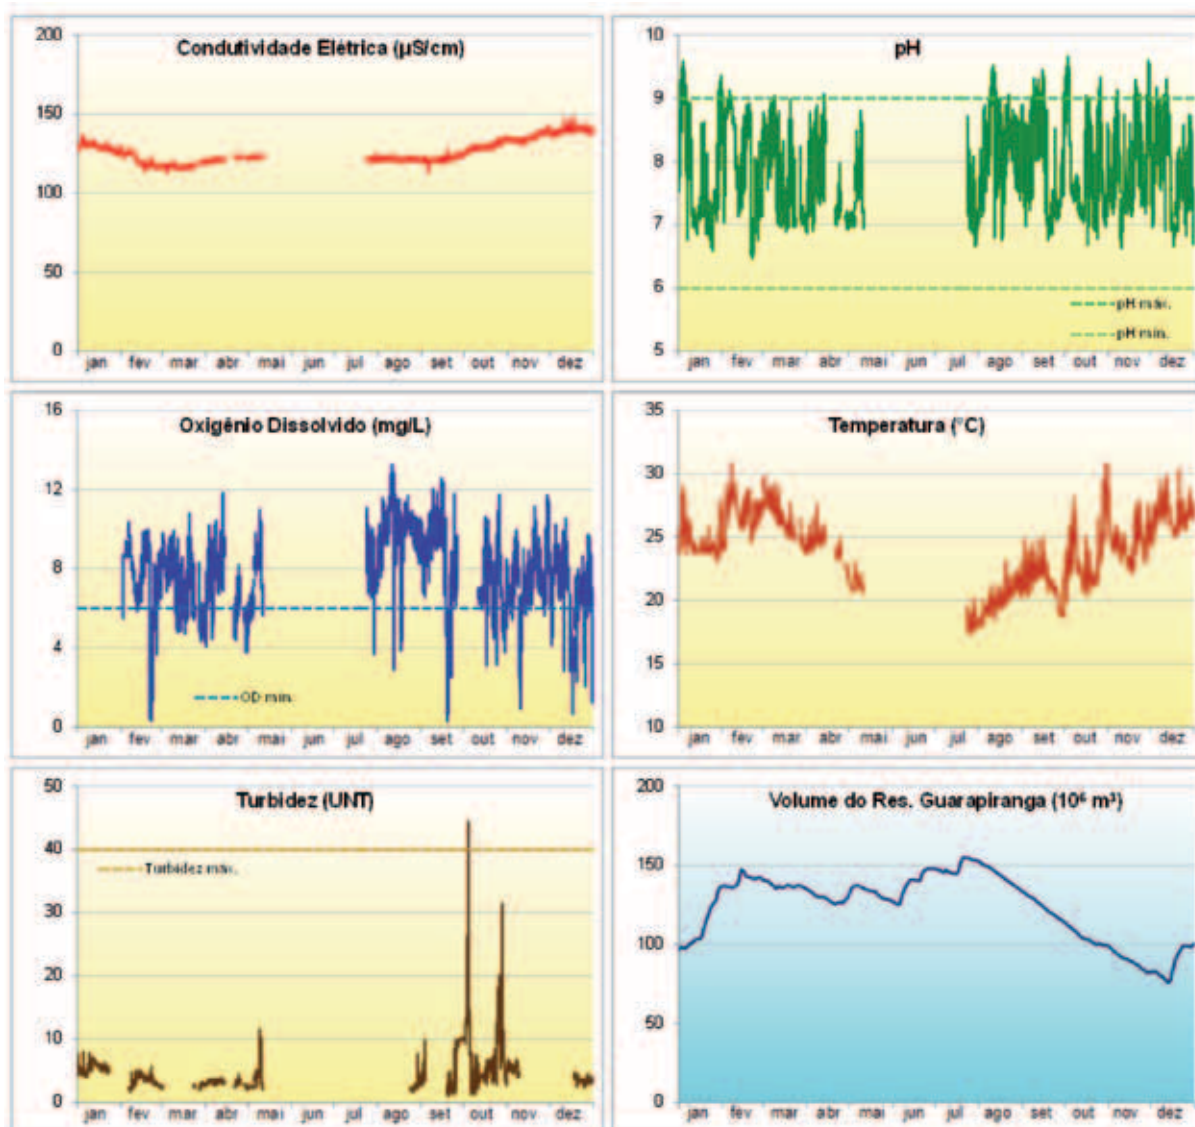 Condutividade Elétrica (µS/cm)
200
150
100
50
0
jan fev mar abr mai jun jul ago set out nov dez
pH
10
9
8
7
6
5
pH máx.
pH mín.
jan fev mar abr mai jun jul ago set out nov dez
Oxigênio Dissolvido (mg/L)
16
12
8
4
0
OD mín.
jan fev mar abr mai jun jul ago set out nov dez
Temperatura (°C)
35
30
25
20
15
10
jan fev mar abr mai jun jul ago set out nov dez
Turbidez (UNT)
50
40
30
20
10
0
Turbidez máx.
jan fev mar abr mai jun jul ago set out nov dez
Volume do Res. Guarapiranga (10⁶ m³)
200
150
100
50
0
jan fev mar abr mai jun jul ago set out nov dez